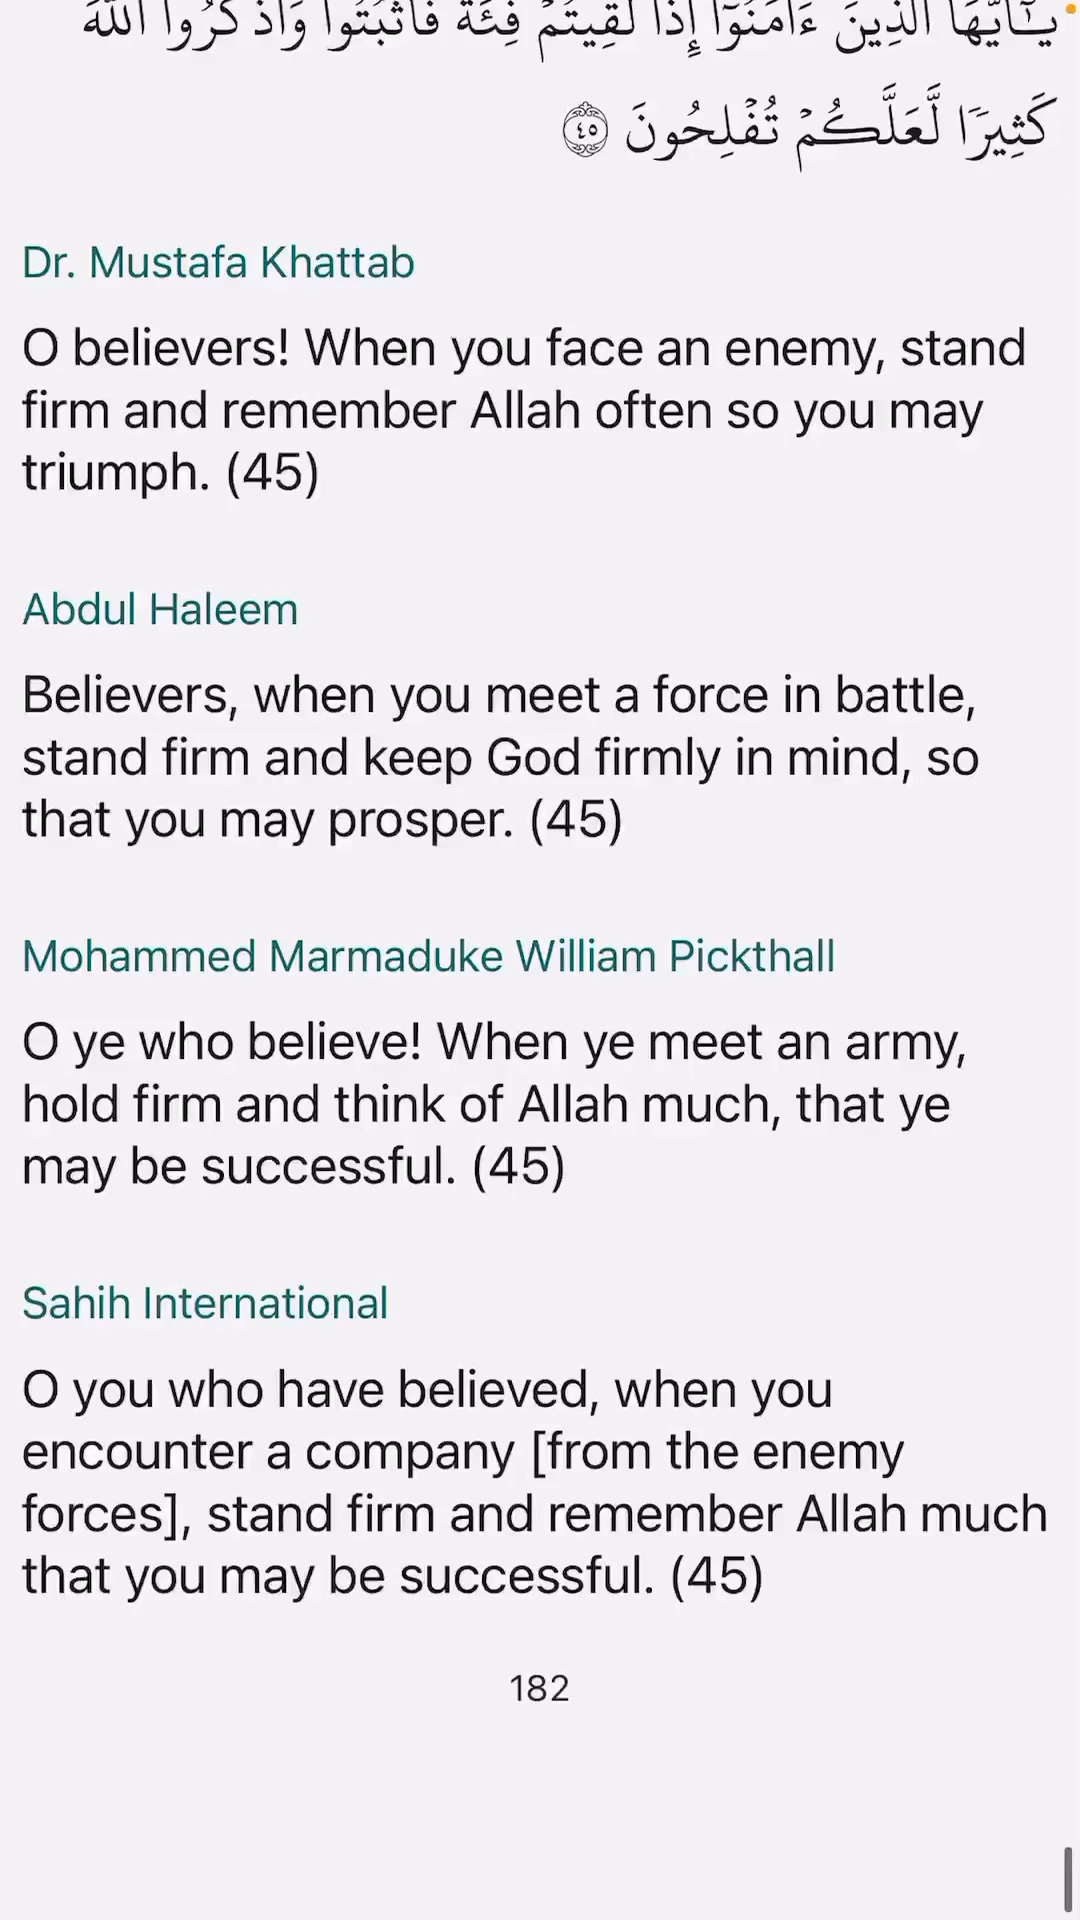 يَـٰٓأَيُّهَا ٱلَّذِينَ ءَامَنُوٓا۟ إِذَا لَقِيتُمْ فِئَةً فَٱثْبُتُوا۟ وَٱذْكُرُوا۟ ٱللَّهَ
كَثِيرًا لَّعَلَّكُمْ تُفْلِحُونَ ٤٥
Dr. Mustafa Khattab
O believers! When you face an enemy, stand
firm and remember Allah often so you may
triumph. (45)
Abdul Haleem
Believers, when you meet a force in battle,
stand firm and keep God firmly in mind, so
that you may prosper. (45)
Mohammed Marmaduke William Pickthall
O ye who believe! When ye meet an army,
hold firm and think of Allah much, that ye
may be successful. (45)
Sahih International
O you who have believed, when you
encounter a company [from the enemy
forces], stand firm and remember Allah much
that you may be successful. (45)
182